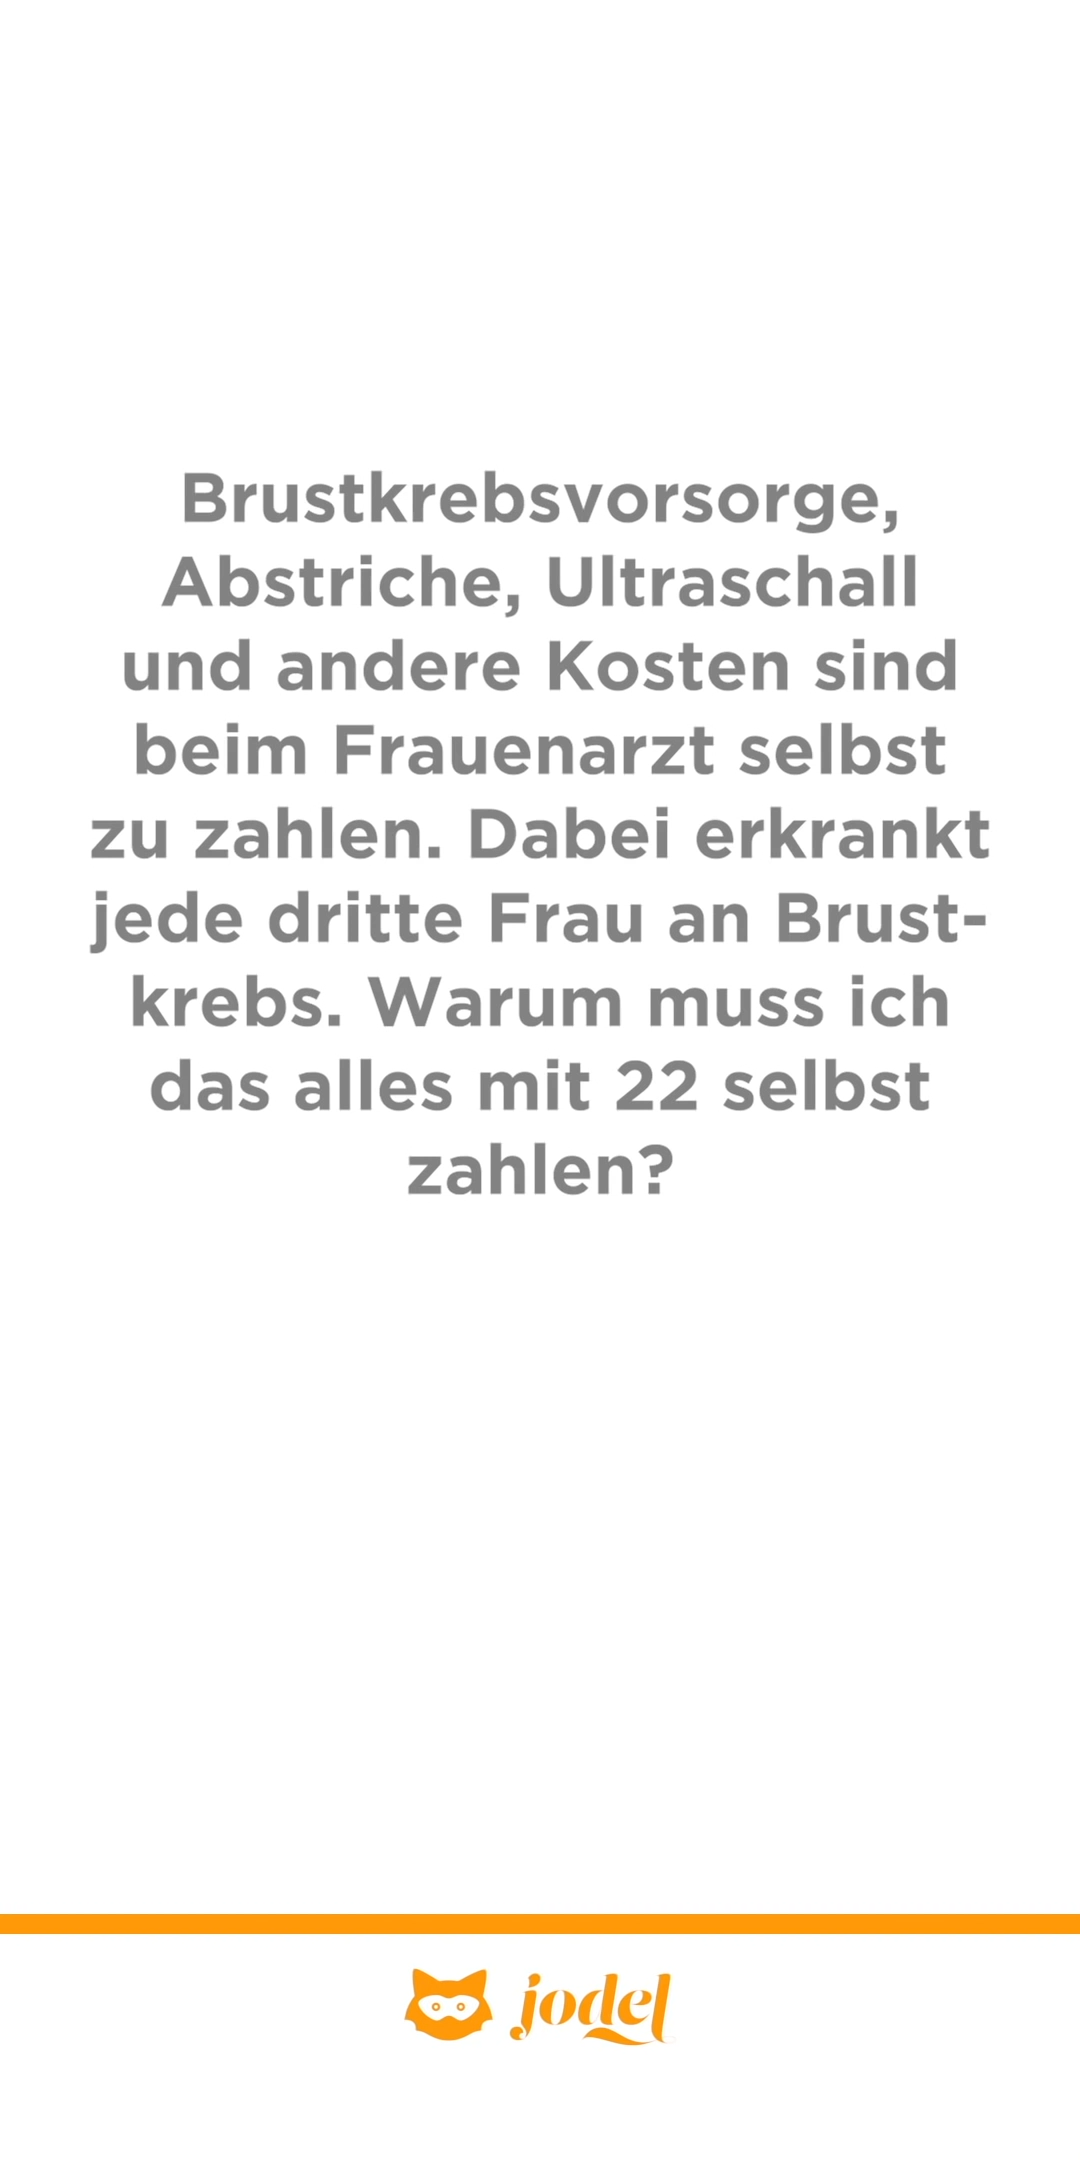 Brustkrebsvorsorge,
Abstriche, Ultraschall
und andere Kosten sind
beim Frauenarzt selbst
zu zahlen. Dabei erkrankt
jede dritte Frau an Brust-
krebs. Warum muss ich
das alles mit 22 selbst
zahlen?
jodel